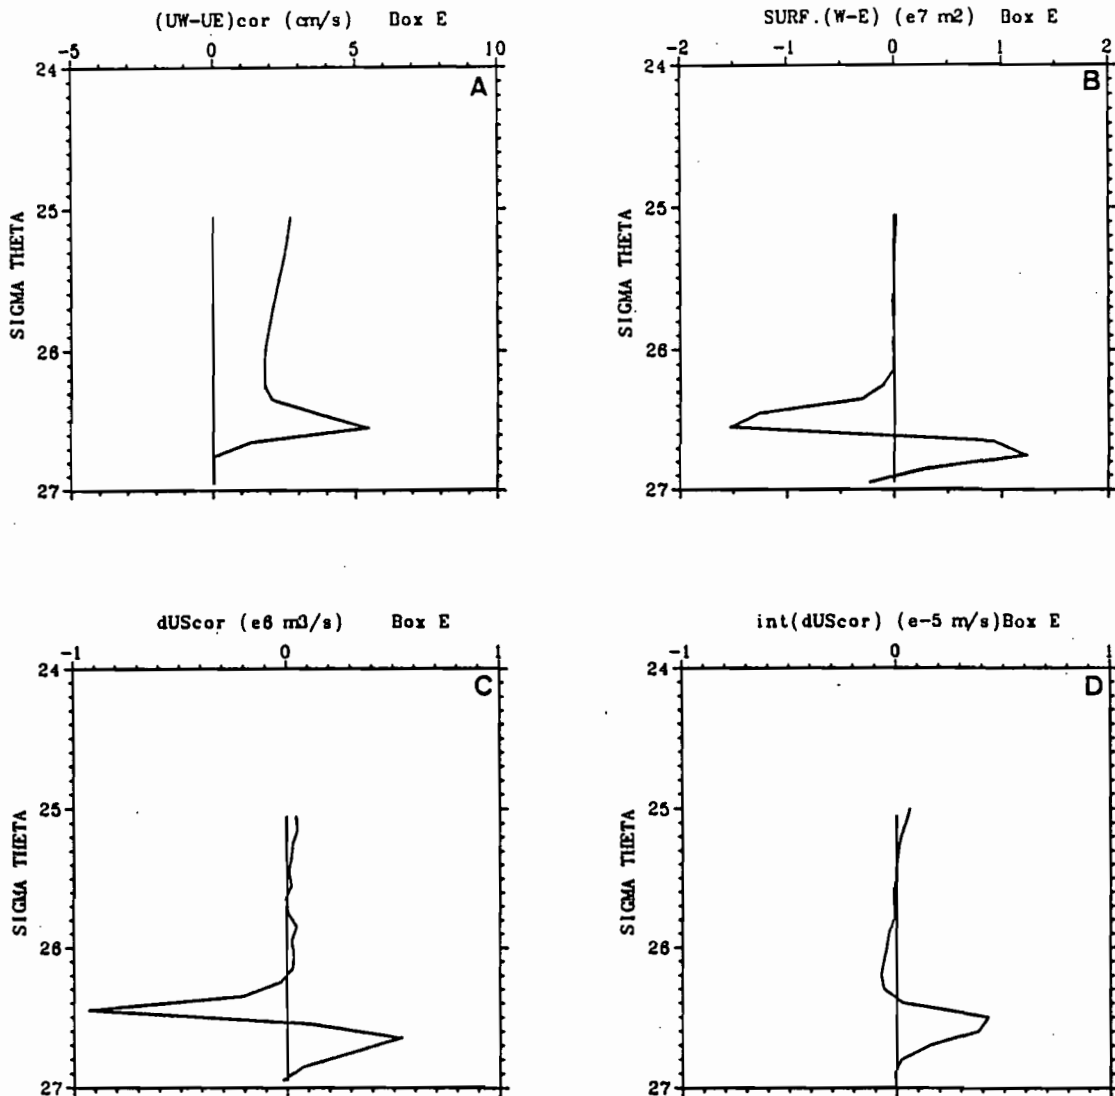 (UW-UE)cor (cm/s) Box E
-5 0 5 10
24
25
26
27
SIGMA THETA
A
SURF.(W-E) (e7 m2) Box E
-2 -1 0 1 2
24
25
26
27
SIGMA THETA
B
dUScor (e6 m3/s) Box E
-1 0 1
24
25
26
27
SIGMA THETA
C
int(dUScor) (e-5 m/s)Box E
-1 0 1
24
25
26
27
SIGMA THETA
D